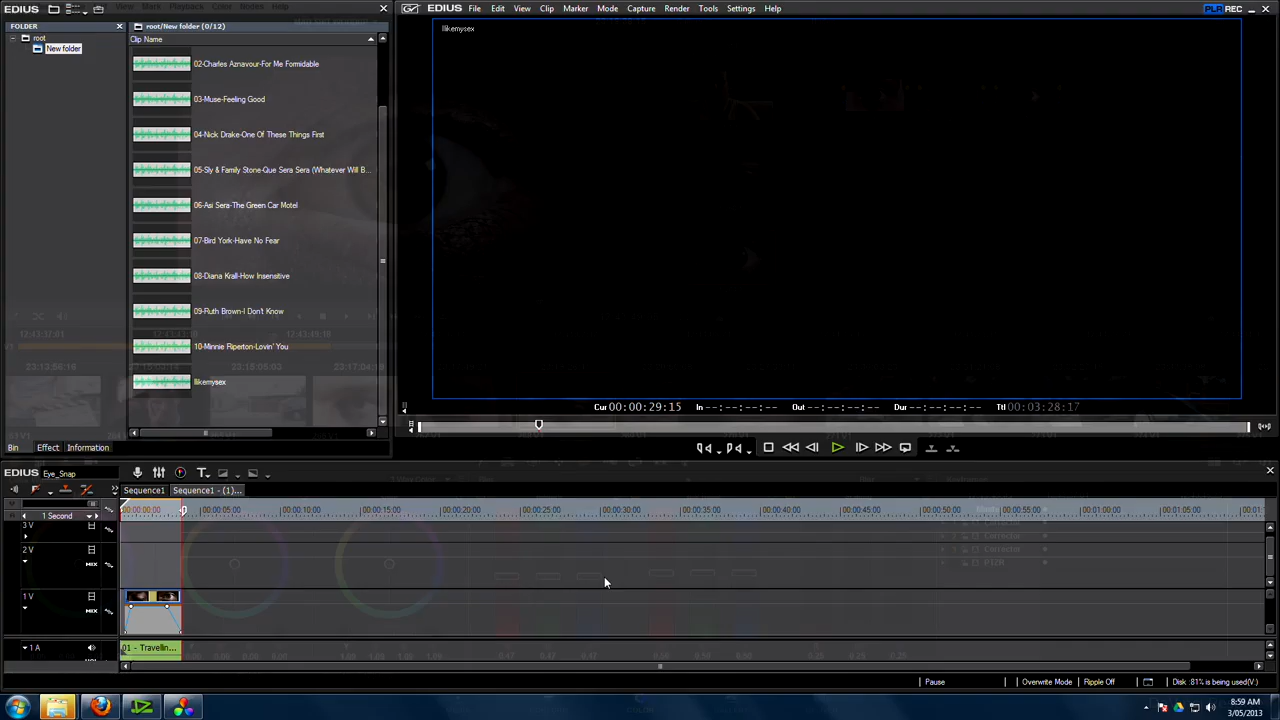 EDIUS
FOLDER
root
New folder
root/New folder (0/12)
Clip Name
02-Charles Aznavour-For Me Formidable
03-Muse-Feeling Good
04-Nick Drake-One Of These Things First
05-Sly & Family Stone-Que Sera Sera (Whatever Will B...
06-Asi Sera-The Green Car Motel
07-Bird York-Have No Fear
08-Diana Krall-How Insensitive
09-Ruth Brown-I Don't Know
10-Minnie Riperton-Lovin' You
Ilikemysex
Bin Effect Information
EDIUS File Edit View Clip Marker Mode Capture Render Tools Settings Help
PLR REC
Ilikemysex
Cur 00:00:29:15 In --:--:--:-- Out --:--:--:-- Dur --:--:--:-- Ttl 00:03:28:17
EDIUS Eye_Snap
Sequence1 Sequence1 - (1)...
1 Second
00:00:00:00 00:00:05:00 00:00:10:00 00:00:15:00 00:00:20:00 00:00:25:00 00:00:30:00 00:00:35:00 00:00:40:00 00:00:45:00 00:00:50:00 00:00:55:00 00:01:00:00 00:01:05:00 00:01:10:00
3 V
2 V
MIX
1 V
MIX
1 A
01 - Travellin...
Pause Overwrite Mode Ripple Off Disk :81% is being used(V:)
8:59 AM
3/05/2013